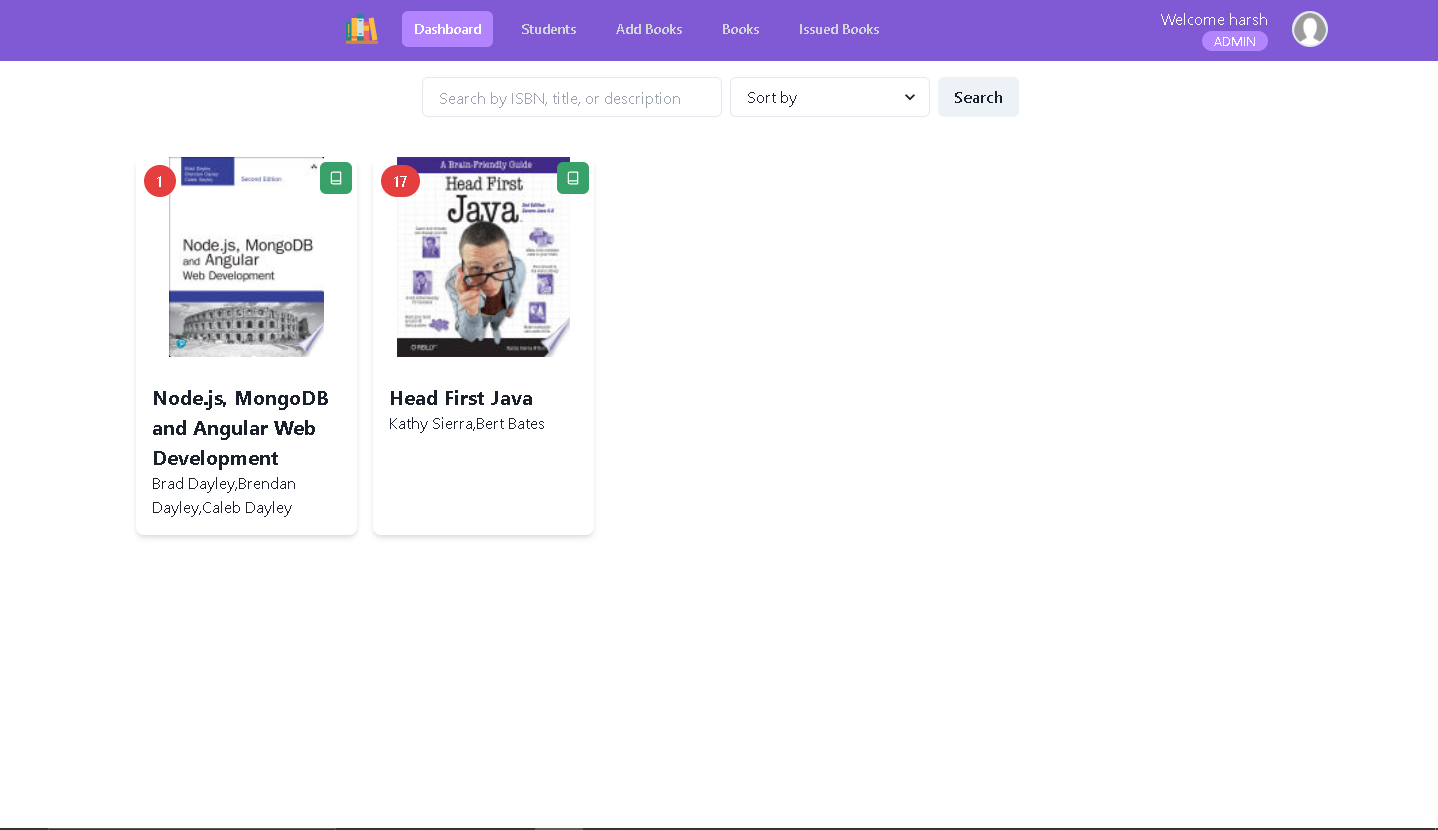 Dashboard
Students
Add Books
Books
Issued Books
Welcome harsh
ADMIN
Search by ISBN, title, or description
Sort by
Search
1
Brad Dayley
Brendan Dayley
Caleb Dayley
Second Edition
Node.js, MongoDB
and Angular
Web Development
Node.js, MongoDB
and Angular Web
Development
Brad Dayley,Brendan
Dayley,Caleb Dayley
17
A Brain-Friendly Guide
Head First
Java
O'REILLY
Head First Java
Kathy Sierra,Bert Bates